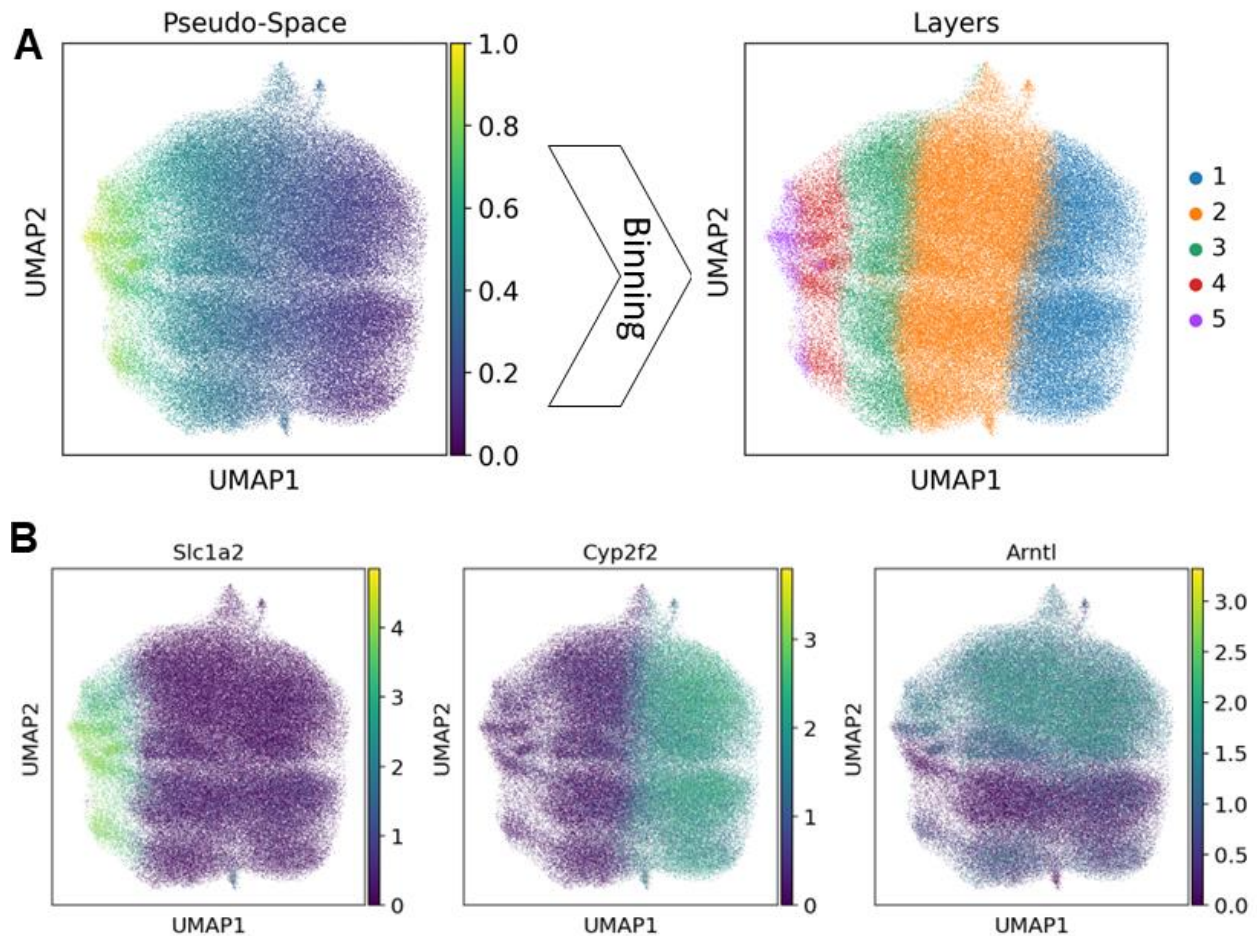 A
Pseudo-Space
Layers
1.0
0.8
0.6
0.4
0.2
0.0
UMAP2
UMAP1
Binning
UMAP2
UMAP1
1
2
3
4
5
B
Slc1a2
Cyp2f2
Arntl
4
3
2
1
0
UMAP2
UMAP1
3
2
1
0
UMAP2
UMAP1
3.0
2.5
2.0
1.5
1.0
0.5
0.0
UMAP2
UMAP1